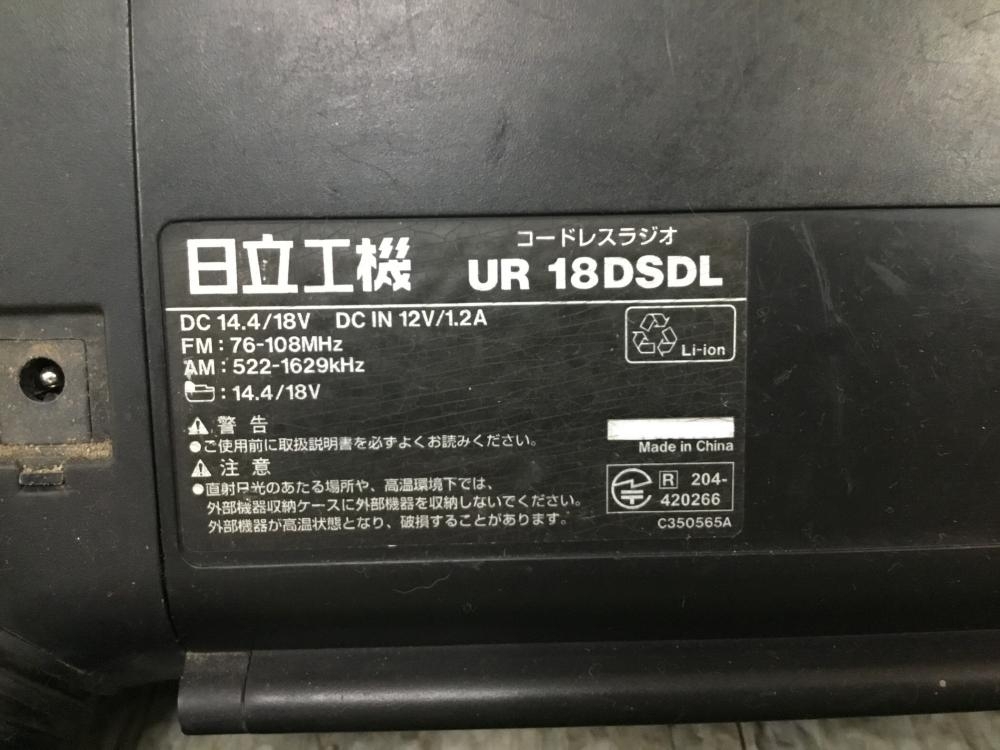 日立工機
コードレスラジオ
UR 18DSDL
DC 14.4/18V DC IN 12V/1.2A
FM : 76-108MHz
AM : 522-1629kHz
: 14.4/18V
Li-ion
警告
●ご使用前に取扱説明書を必ずよくお読みください。
注意
●直射日光のあたる場所や、高温環境下では、
外部機器収納ケースに外部機器を収納しないでください。
外部機器が高温状態となり、破損することがあります。
Made in China
R 204-
420266
C350565A